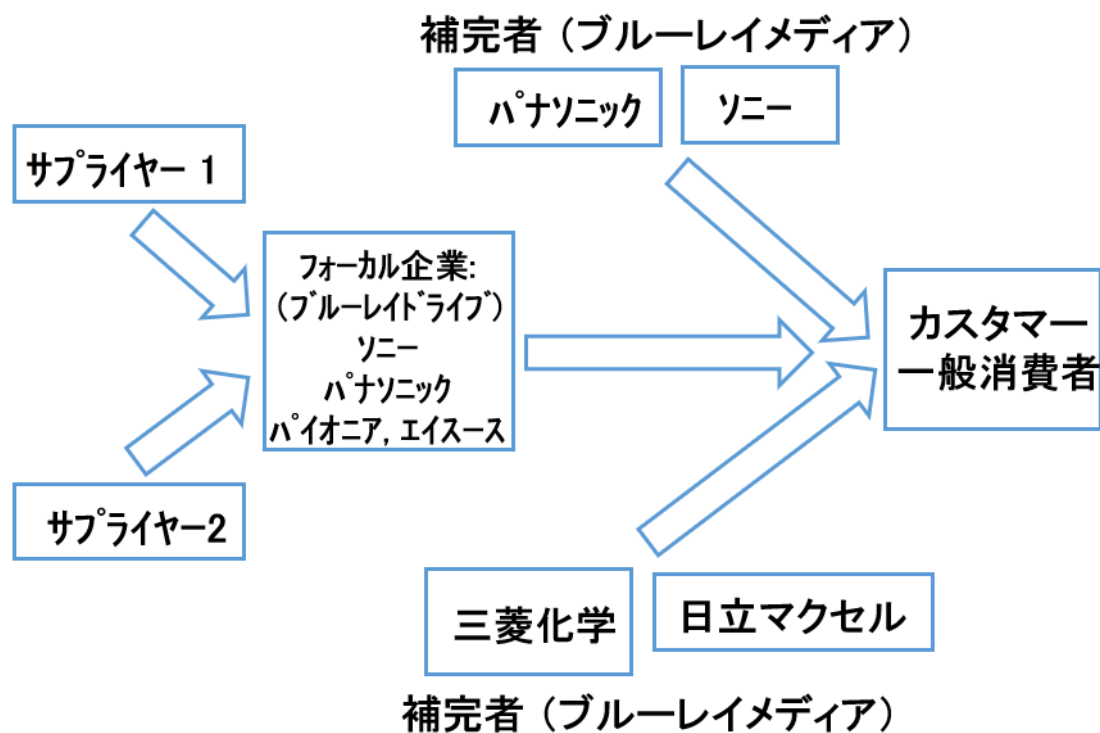 補完者（ブルーレイメディア）
ﾊﾟﾅソニック
ソニー
サプライヤー 1
フォーカル企業:
（ブルーレイﾄﾞライブ）
ソニー
ﾊﾟﾅソニック
ﾊﾟイオニア, エイスース
カスタマー
一般消費者
サプライヤー2
三菱化学
日立マクセル
補完者（ブルーレイメディア）